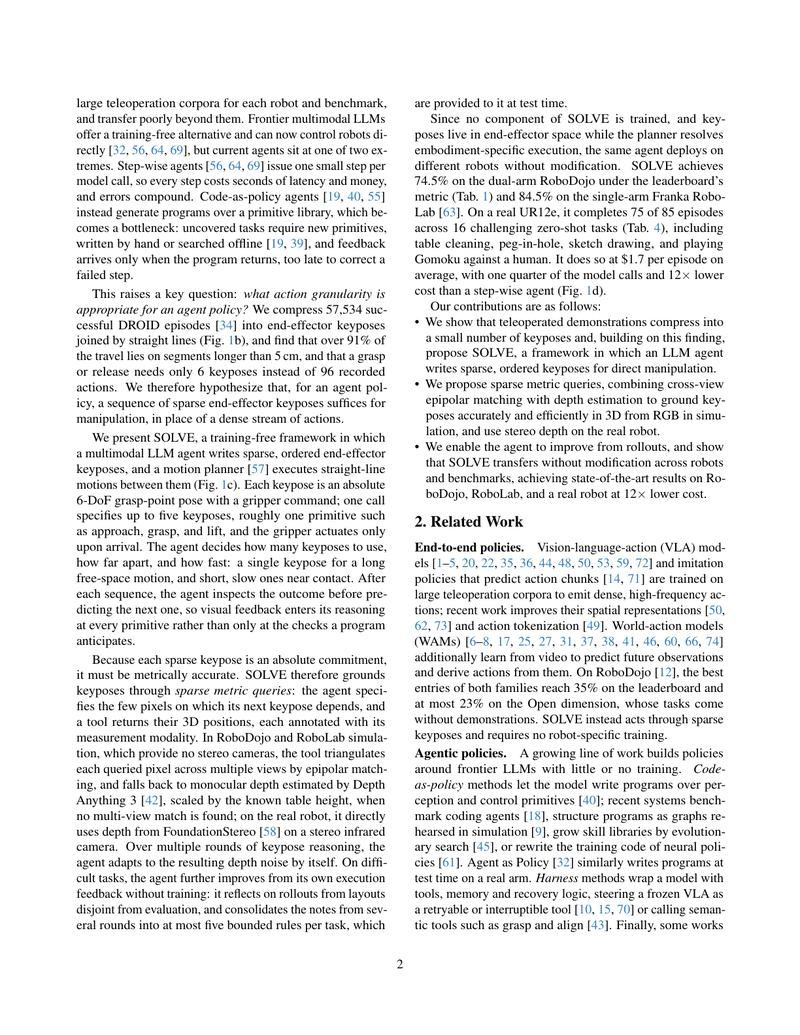 large teleoperation corpora for each robot and benchmark,
and transfer poorly beyond them. Frontier multimodal LLMs
offer a training-free alternative and can now control robots di-
rectly [32, 56, 64, 69], but current agents sit at one of two ex-
tremes. Step-wise agents [56, 64, 69] issue one small step per
model call, so every step costs seconds of latency and money,
and errors compound. Code-as-policy agents [19, 40, 55]
instead generate programs over a primitive library, which be-
comes a bottleneck: uncovered tasks require new primitives,
written by hand or searched offline [19, 39], and feedback
arrives only when the program returns, too late to correct a
failed step.
This raises a key question: what action granularity is
appropriate for an agent policy? We compress 57,534 suc-
cessful DROID episodes [34] into end-effector keyposes
joined by straight lines (Fig. 1b), and find that over 91% of
the travel lies on segments longer than 5 cm, and that a grasp
or release needs only 6 keyposes instead of 96 recorded
actions. We therefore hypothesize that, for an agent pol-
icy, a sequence of sparse end-effector keyposes suffices for
manipulation, in place of a dense stream of actions.
We present SOLVE, a training-free framework in which
a multimodal LLM agent writes sparse, ordered end-effector
keyposes, and a motion planner [57] executes straight-line
motions between them (Fig. 1c). Each keypose is an absolute
6-DoF grasp-point pose with a gripper command; one call
specifies up to five keyposes, roughly one primitive such
as approach, grasp, and lift, and the gripper actuates only
upon arrival. The agent decides how many keyposes to use,
how far apart, and how fast: a single keypose for a long
free-space motion, and short, slow ones near contact. After
each sequence, the agent inspects the outcome before pre-
dicting the next one, so visual feedback enters its reasoning
at every primitive rather than only at the checks a program
anticipates.
Because each sparse keypose is an absolute commitment,
it must be metrically accurate. SOLVE therefore grounds
keyposes through sparse metric queries: the agent speci-
fies the few pixels on which its next keypose depends, and
a tool returns their 3D positions, each annotated with its
measurement modality. In RoboDojo and RoboLab simula-
tion, which provide no stereo cameras, the tool triangulates
each queried pixel across multiple views by epipolar match-
ing, and falls back to monocular depth estimated by Depth
Anything 3 [42], scaled by the known table height, when
no multi-view match is found; on the real robot, it directly
uses depth from FoundationStereo [58] on a stereo infrared
camera. Over multiple rounds of keypose reasoning, the
agent adapts to the resulting depth noise by itself. On diffi-
cult tasks, the agent further improves from its own execution
feedback without training: it reflects on rollouts from layouts
disjoint from evaluation, and consolidates the notes from sev-
eral rounds into at most five bounded rules per task, which
are provided to it at test time.
Since no component of SOLVE is trained, and key-
poses live in end-effector space while the planner resolves
embodiment-specific execution, the same agent deploys on
different robots without modification. SOLVE achieves
74.5% on the dual-arm RoboDojo under the leaderboard's
metric (Tab. 1) and 84.5% on the single-arm Franka Robo-
Lab [63]. On a real UR12e, it completes 75 of 85 episodes
across 16 challenging zero-shot tasks (Tab. 4), including
table cleaning, peg-in-hole, sketch drawing, and playing
Gomoku against a human. It does so at $1.7 per episode on
average, with one quarter of the model calls and 12× lower
cost than a step-wise agent (Fig. 1d).
Our contributions are as follows:
• We show that teleoperated demonstrations compress into
a small number of keyposes and, building on this finding,
propose SOLVE, a framework in which an LLM agent
writes sparse, ordered keyposes for direct manipulation.
• We propose sparse metric queries, combining cross-view
epipolar matching with depth estimation to ground key-
poses accurately and efficiently in 3D from RGB in simu-
lation, and use stereo depth on the real robot.
• We enable the agent to improve from rollouts, and show
that SOLVE transfers without modification across robots
and benchmarks, achieving state-of-the-art results on Ro-
boDojo, RoboLab, and a real robot at 12× lower cost.
2. Related Work
End-to-end policies. Vision-language-action (VLA) mod-
els [1–5, 20, 22, 35, 36, 44, 48, 50, 53, 59, 72] and imitation
policies that predict action chunks [14, 71] are trained on
large teleoperation corpora to emit dense, high-frequency ac-
tions; recent work improves their spatial representations [50,
62, 73] and action tokenization [49]. World-action models
(WAMs) [6–8, 17, 25, 27, 31, 37, 38, 41, 46, 60, 66, 74]
additionally learn from video to predict future observations
and derive actions from them. On RoboDojo [12], the best
entries of both families reach 35% on the leaderboard and
at most 23% on the Open dimension, whose tasks come
without demonstrations. SOLVE instead acts through sparse
keyposes and requires no robot-specific training.
Agentic policies. A growing line of work builds policies
around frontier LLMs with little or no training. Code-
as-policy methods let the model write programs over per-
ception and control primitives [40]; recent systems bench-
mark coding agents [18], structure programs as graphs re-
hearsed in simulation [9], grow skill libraries by evolution-
ary search [45], or rewrite the training code of neural poli-
cies [61]. Agent as Policy [32] similarly writes programs at
test time on a real arm. Harness methods wrap a model with
tools, memory and recovery logic, steering a frozen VLA as
a retryable or interruptible tool [10, 15, 70] or calling seman-
tic tools such as grasp and align [43]. Finally, some works
2